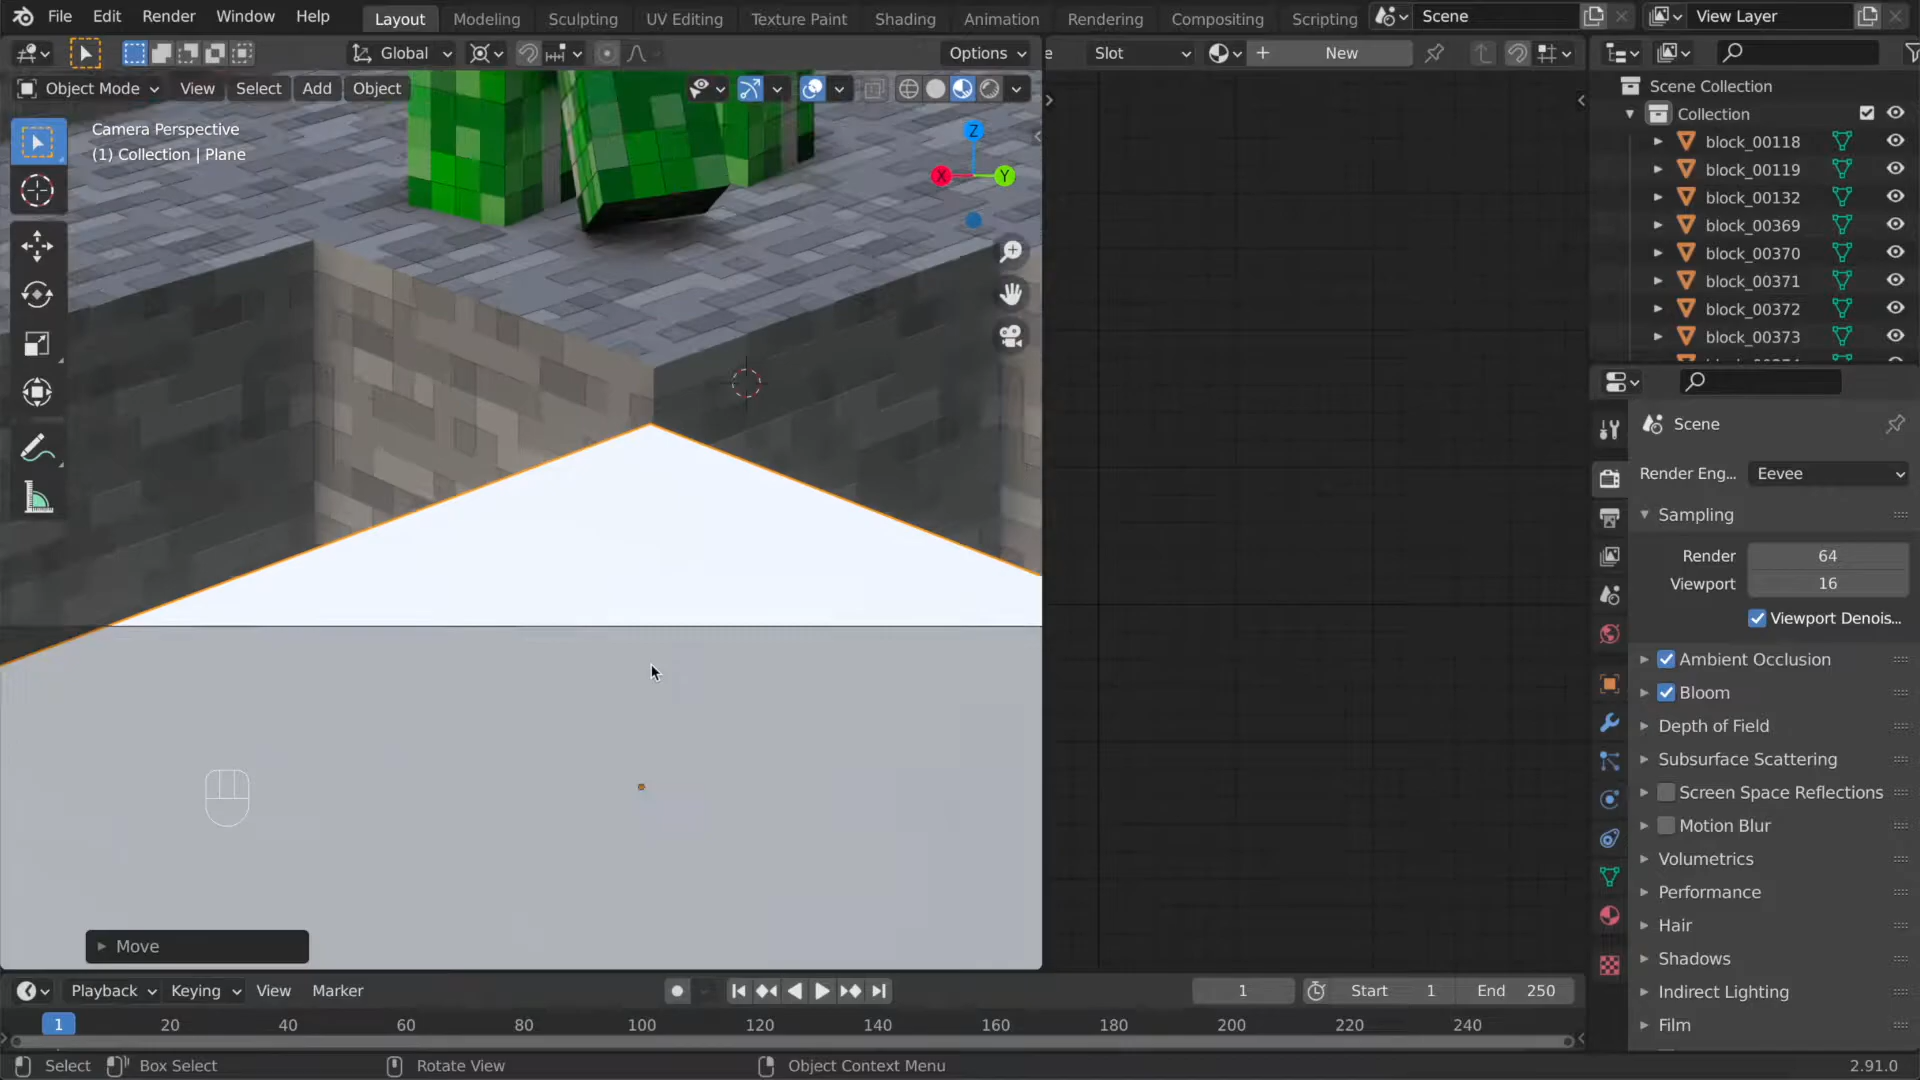 File Edit Render Window Help
Layout Modeling Sculpting UV Editing Texture Paint Shading Animation Rendering Compositing Scripting
Scene
View Layer
Global
Options
e
Slot
New
Object Mode View Select Add Object
Camera Perspective
(1) Collection | Plane
Z
X
Y
Scene Collection
Collection
block_00118
block_00119
block_00132
block_00369
block_00370
block_00371
block_00372
block_00373
Scene
Render Eng... Eevee
Sampling
Render 64
Viewport 16
Viewport Denois...
Ambient Occlusion
Bloom
Depth of Field
Subsurface Scattering
Screen Space Reflections
Motion Blur
Volumetrics
Performance
Hair
Shadows
Indirect Lighting
Film
Move
Playback Keying View Marker
1 Start 1 End 250
1 20 40 60 80 100 120 140 160 180 200 220 240
Select Box Select Rotate View Object Context Menu 2.91.0